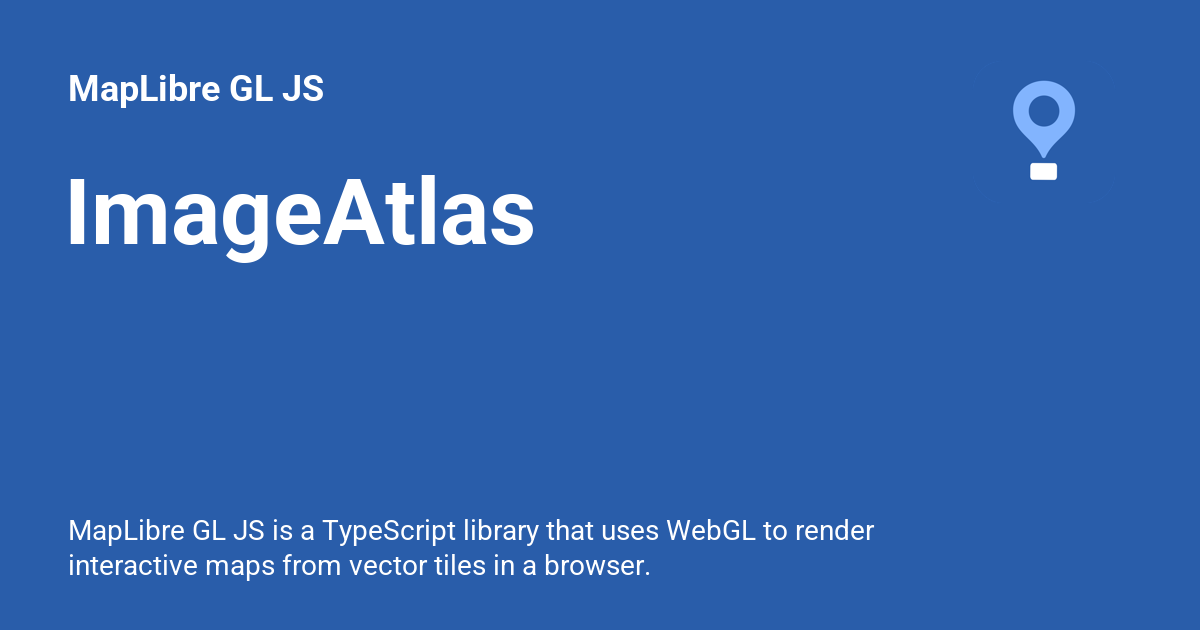 MapLibre GL JS
ImageAtlas
MapLibre GL JS is a TypeScript library that uses WebGL to render
interactive maps from vector tiles in a browser.